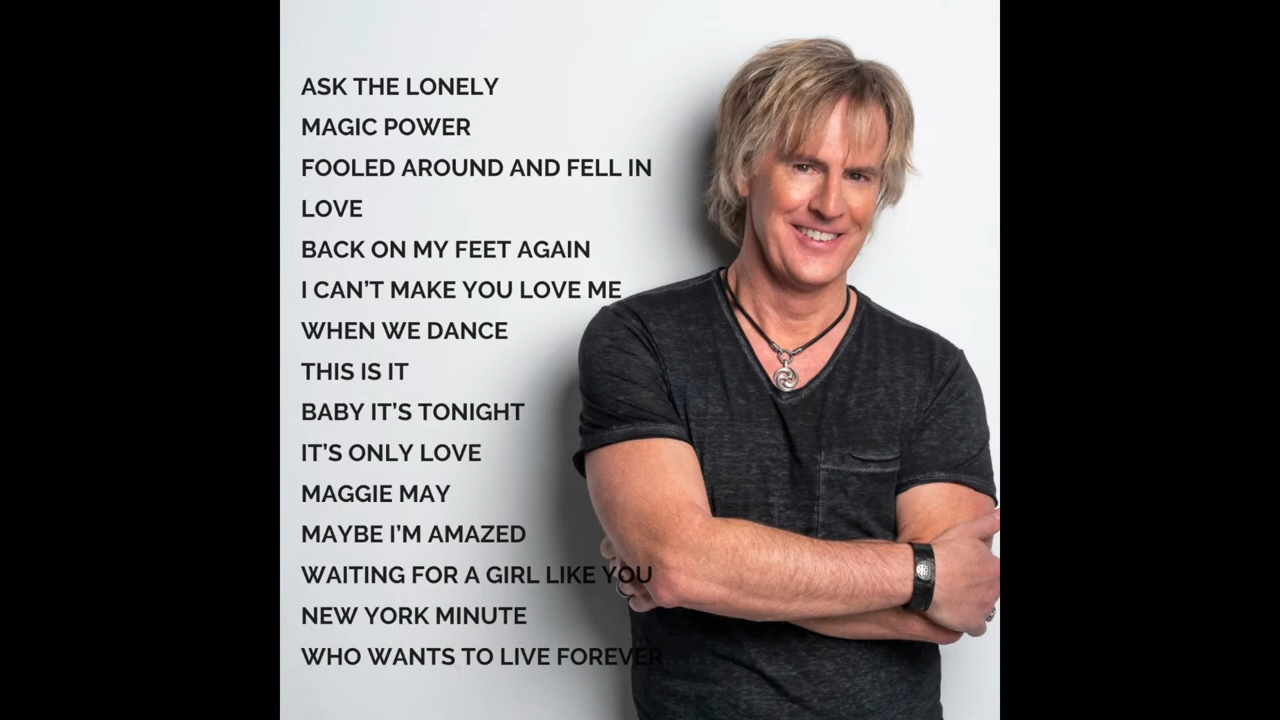 ASK THE LONELY
MAGIC POWER
FOOLED AROUND AND FELL IN
LOVE
BACK ON MY FEET AGAIN
I CAN'T MAKE YOU LOVE ME
WHEN WE DANCE
THIS IS IT
BABY IT'S TONIGHT
IT'S ONLY LOVE
MAGGIE MAY
MAYBE I'M AMAZED
WAITING FOR A GIRL LIKE YOU
NEW YORK MINUTE
WHO WANTS TO LIVE FOREVER